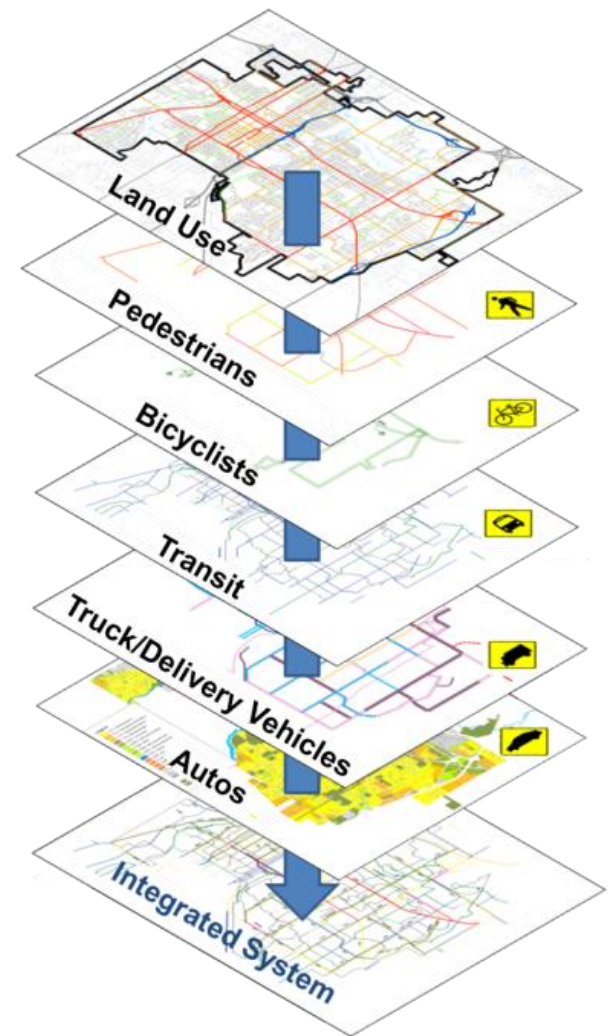 Land Use
Pedestrians
Bicyclists
Transit
Truck/Delivery Vehicles
Autos
Integrated System